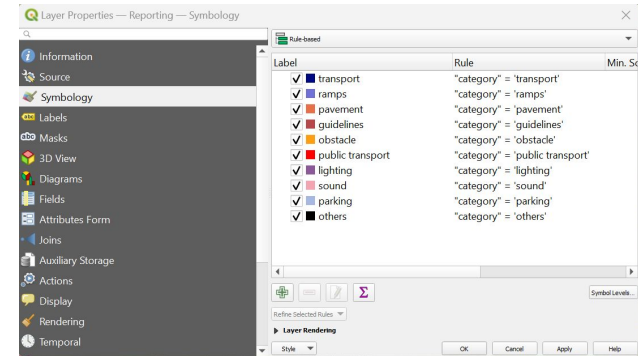 Layer Properties — Reporting — Symbology
Information
Source
Symbology
Labels
Masks
3D View
Diagrams
Fields
Attributes Form
Joins
Auxiliary Storage
Actions
Display
Rendering
Temporal
Rule-based
Label Rule Min. Sc
transport "category" = 'transport'
ramps "category" = 'ramps'
pavement "category" = 'pavement'
guidelines "category" = 'guidelines'
obstacle "category" = 'obstacle'
public transport "category" = 'public transport'
lighting "category" = 'lighting'
sound "category" = 'sound'
parking "category" = 'parking'
others "category" = 'others'
Symbol Levels...
Refine Selected Rules
Layer Rendering
Style OK Cancel Apply Help